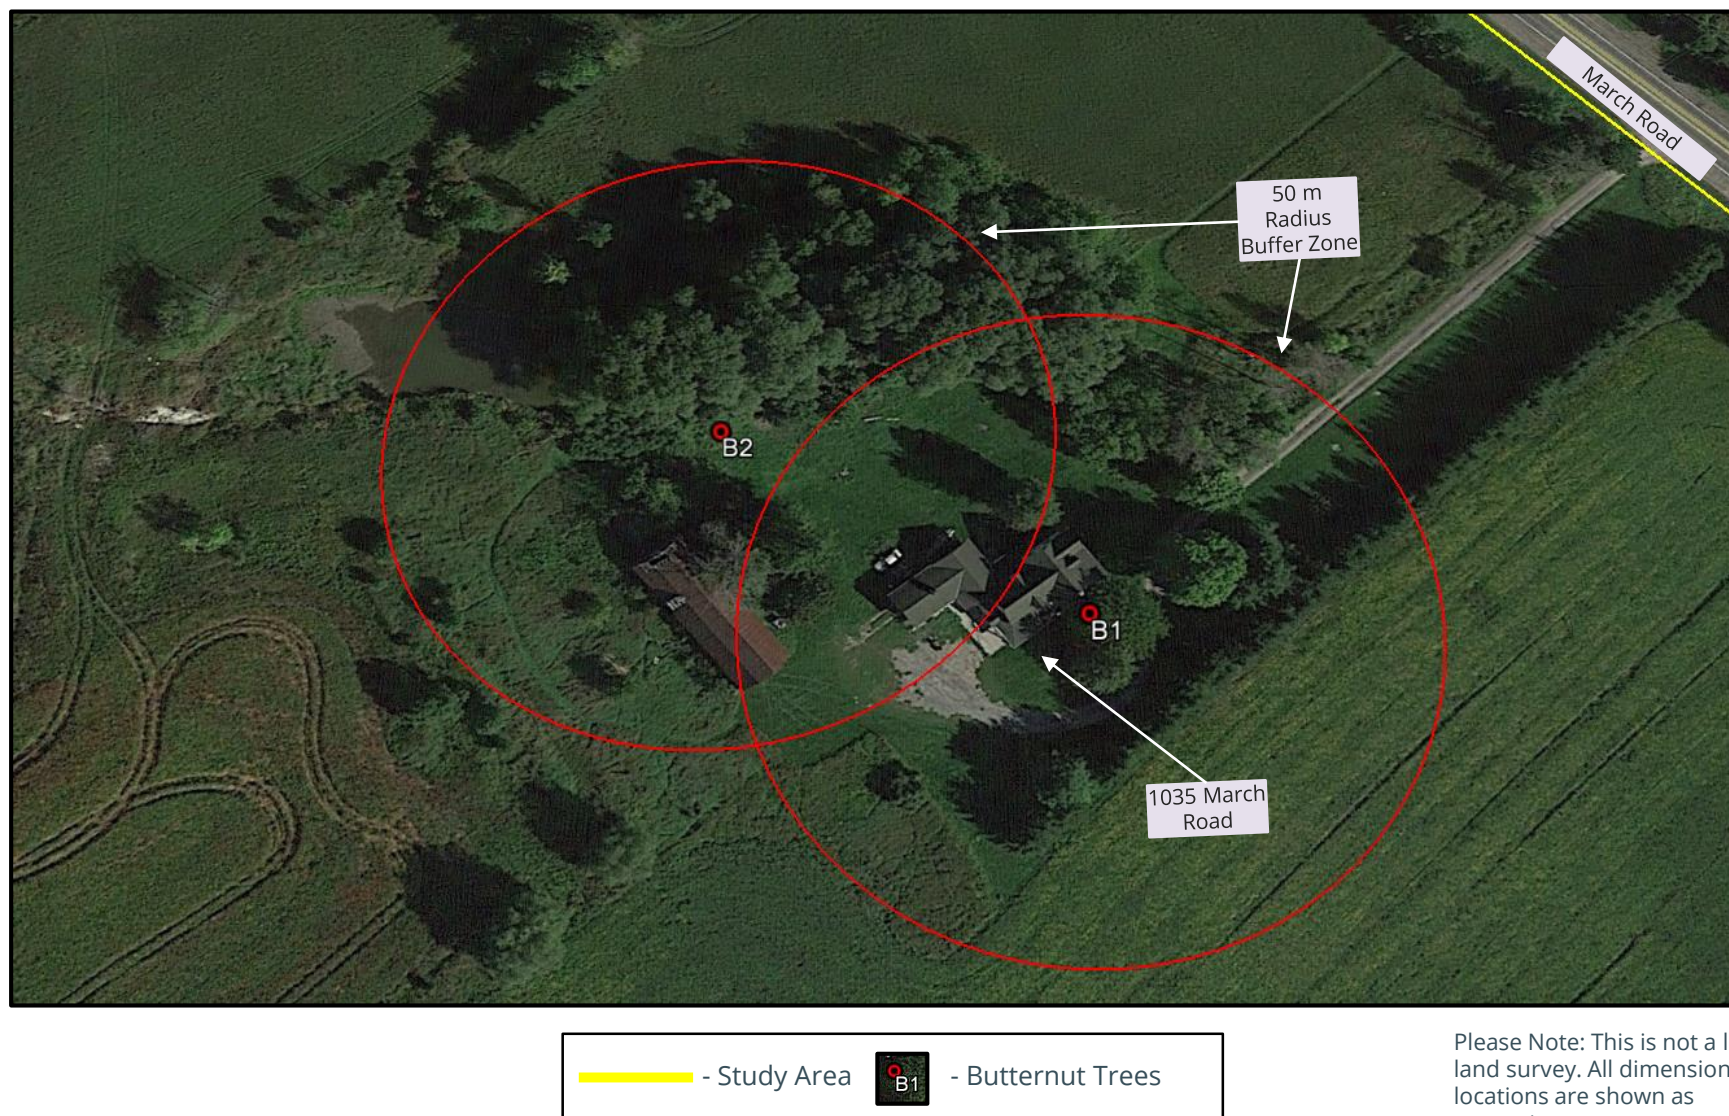 March Road
50 m
Radius
Buffer Zone
B2
B1
1035 March
Road
- Study Area
B1
- Butternut Trees
Please Note: This is not a
land survey. All dimension
locations are shown as